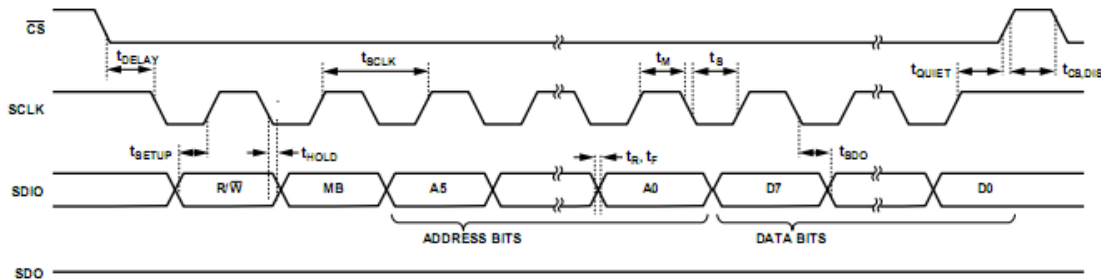 CS
tDELAY
tSCLK
tM
tS
tQUIET
tCS,DIS
SCLK
tSETUP
tHOLD
tR, tF
tSDO
SDIO
R/W
MB
A5
A0
D7
D0
ADDRESS BITS
DATA BITS
SDO